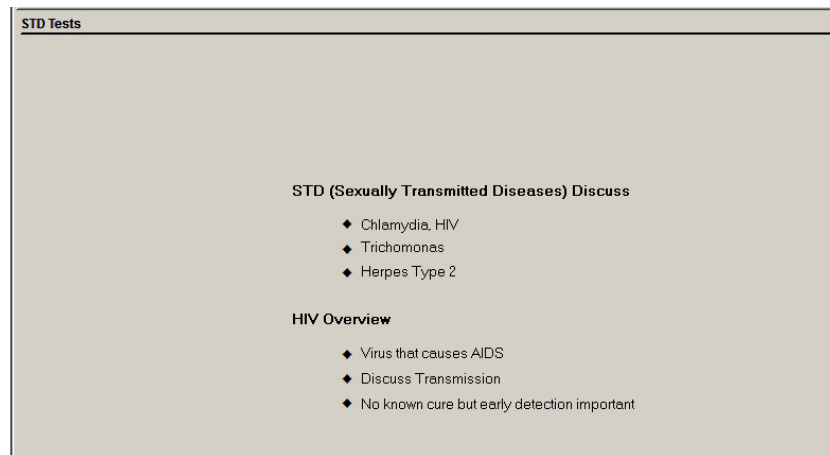 STD Tests
STD (Sexually Transmitted Diseases) Discuss
Chlamydia, HIV
Trichomonas
Herpes Type 2
HIV Overview
Virus that causes AIDS
Discuss Transmission
No known cure but early detection important